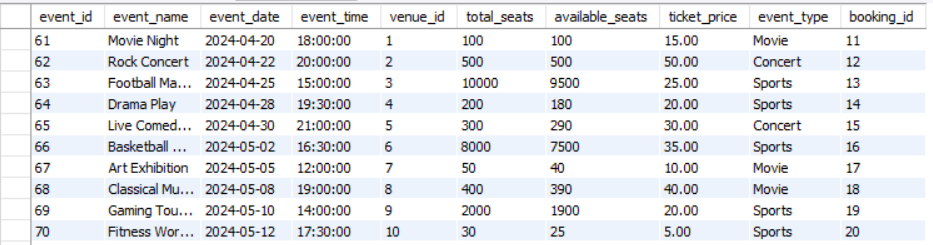 event_id event_name event_date event_time venue_id total_seats available_seats ticket_price event_type booking_id
61 Movie Night 2024-04-20 18:00:00 1 100 100 15.00 Movie 11
62 Rock Concert 2024-04-22 20:00:00 2 500 500 50.00 Concert 12
63 Football Ma... 2024-04-25 15:00:00 3 10000 9500 25.00 Sports 13
64 Drama Play 2024-04-28 19:30:00 4 200 180 20.00 Sports 14
65 Live Comed... 2024-04-30 21:00:00 5 300 290 30.00 Concert 15
66 Basketball ... 2024-05-02 16:30:00 6 8000 7500 35.00 Sports 16
67 Art Exhibition 2024-05-05 12:00:00 7 50 40 10.00 Movie 17
68 Classical Mu... 2024-05-08 19:00:00 8 400 390 40.00 Movie 18
69 Gaming Tou... 2024-05-10 14:00:00 9 2000 1900 20.00 Sports 19
70 Fitness Wor... 2024-05-12 17:30:00 10 30 25 5.00 Sports 20